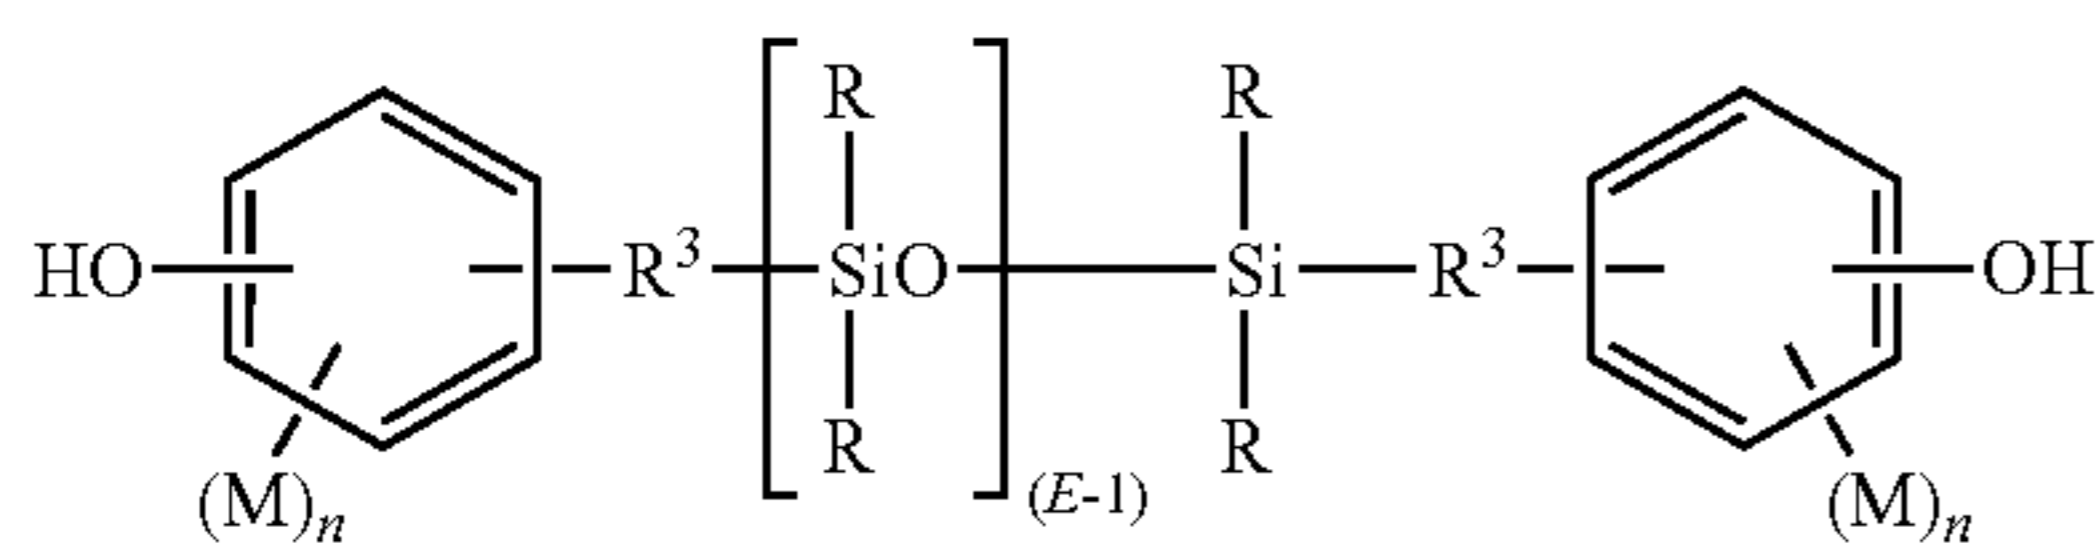 R R
HO R³ SiO Si R³ OH
R R
(E-1)
(M)n (M)n